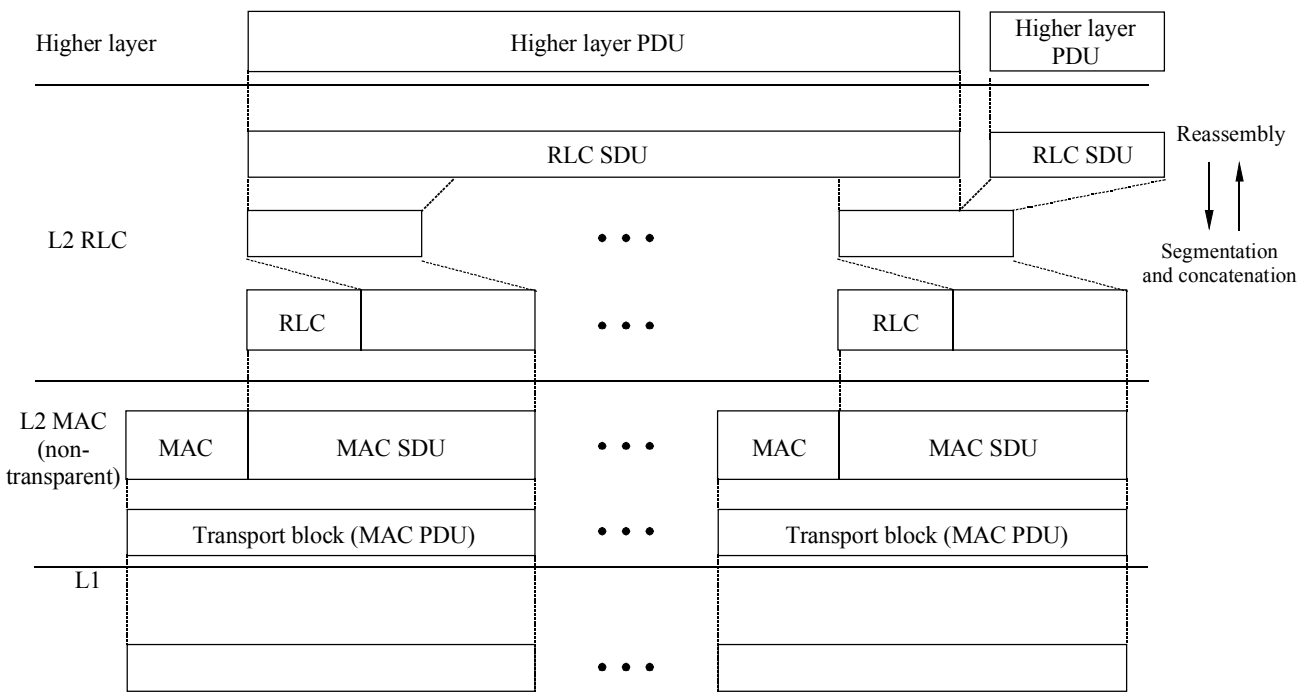 Higher layer
Higher layer PDU
Higher layer
PDU
RLC SDU
RLC SDU
Reassembly
L2 RLC
Segmentation
and concatenation
RLC
RLC
L2 MAC
(non-
transparent)
MAC
MAC SDU
MAC
MAC SDU
Transport block (MAC PDU)
Transport block (MAC PDU)
L1